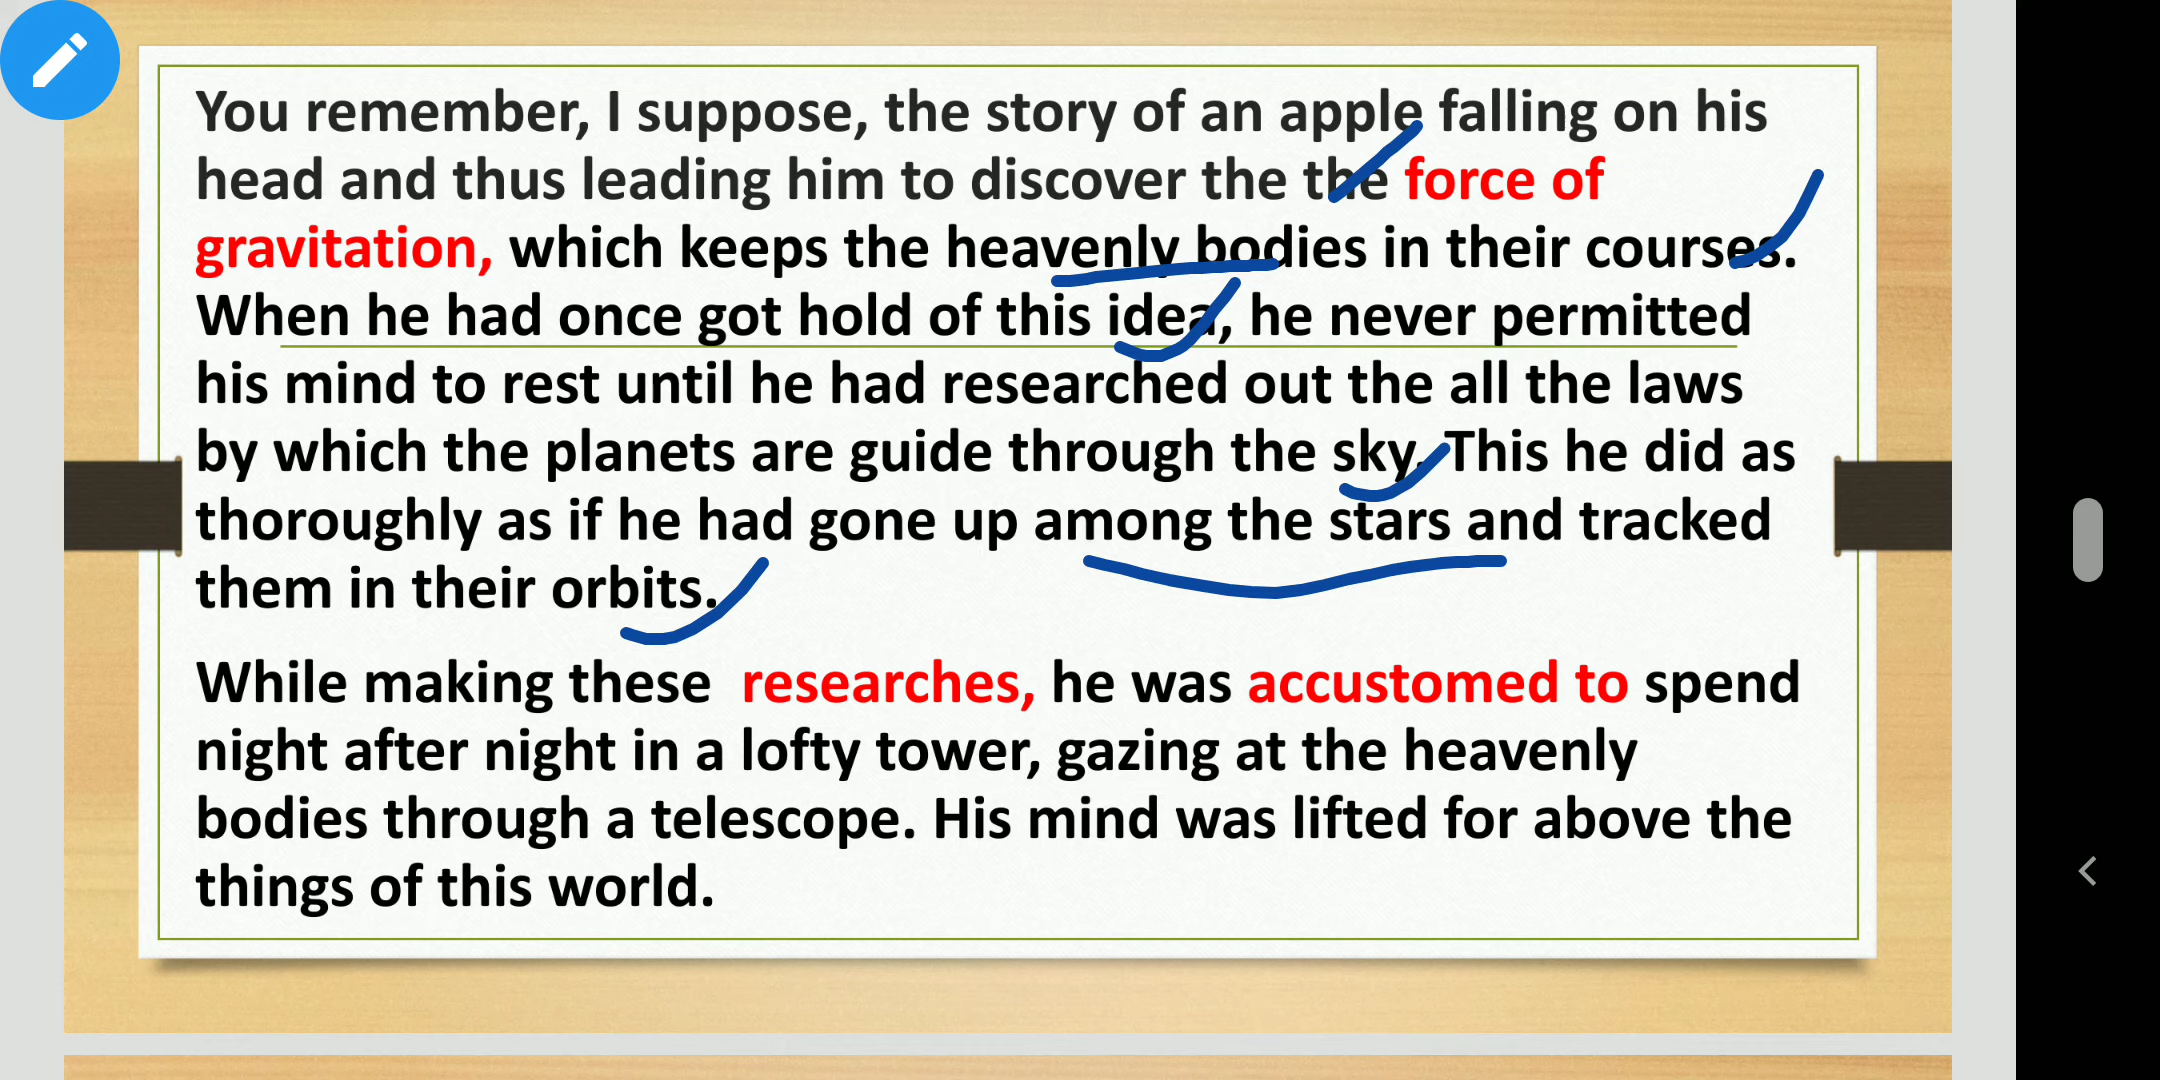 You remember, I suppose, the story of an apple falling on his
head and thus leading him to discover the the force of
gravitation, which keeps the heavenly bodies in their courses.
When he had once got hold of this idea, he never permitted
his mind to rest until he had researched out the all the laws
by which the planets are guide through the sky. This he did as
thoroughly as if he had gone up among the stars and tracked
them in their orbits.
While making these researches, he was accustomed to spend
night after night in a lofty tower, gazing at the heavenly
bodies through a telescope. His mind was lifted for above the
things of this world.